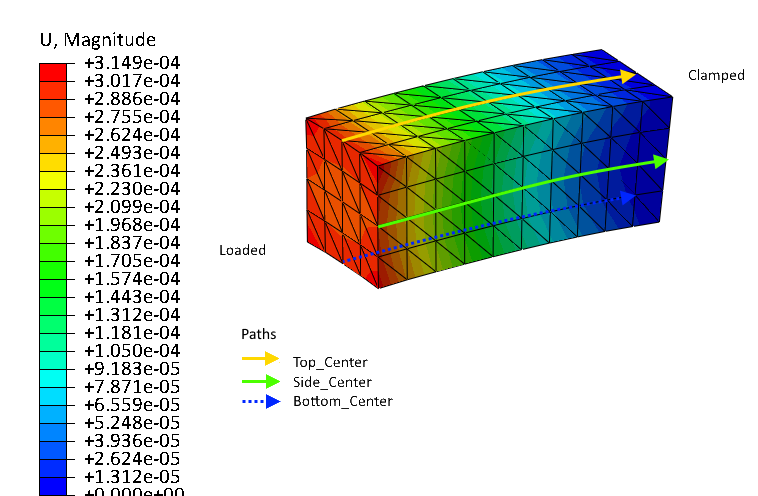 U, Magnitude
+3.149e-04
+3.017e-04
+2.886e-04
+2.755e-04
+2.624e-04
+2.493e-04
+2.361e-04
+2.230e-04
+2.099e-04
+1.968e-04
+1.837e-04
+1.705e-04
+1.574e-04
+1.443e-04
+1.312e-04
+1.181e-04
+1.050e-04
+9.183e-05
+7.871e-05
+6.559e-05
+5.248e-05
+3.936e-05
+2.624e-05
+1.312e-05
+0.000e+00
Clamped
Loaded
Paths
Top_Center
Side_Center
Bottom_Center